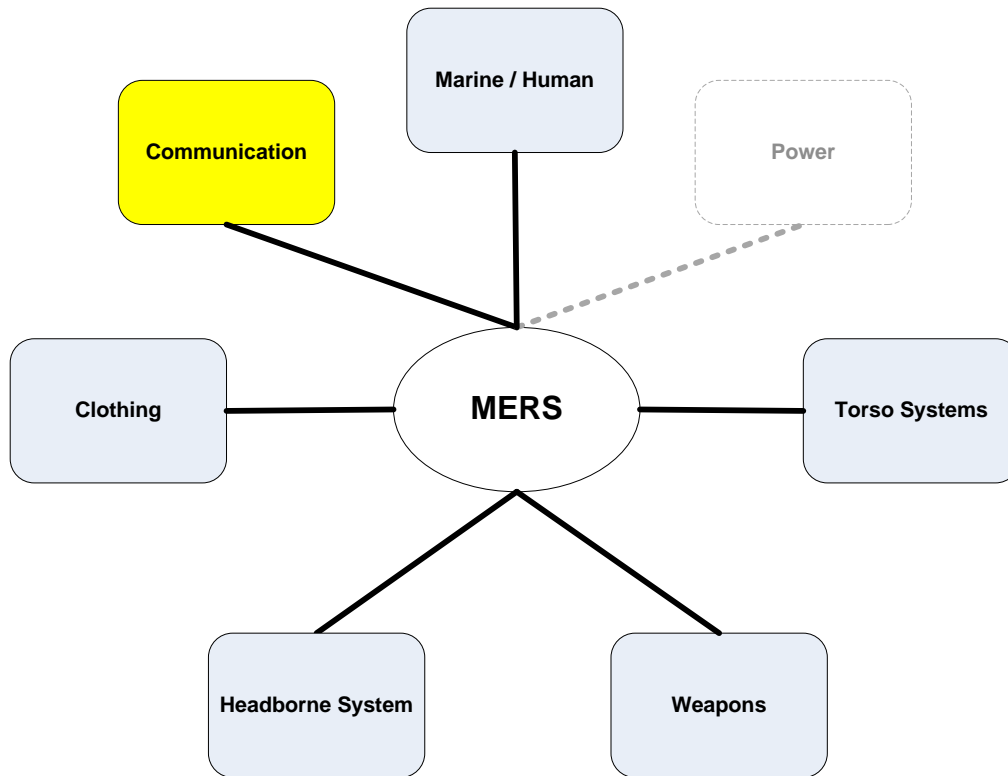 Marine / Human
Communication
Power
Clothing
MERS
Torso Systems
Headborne System
Weapons